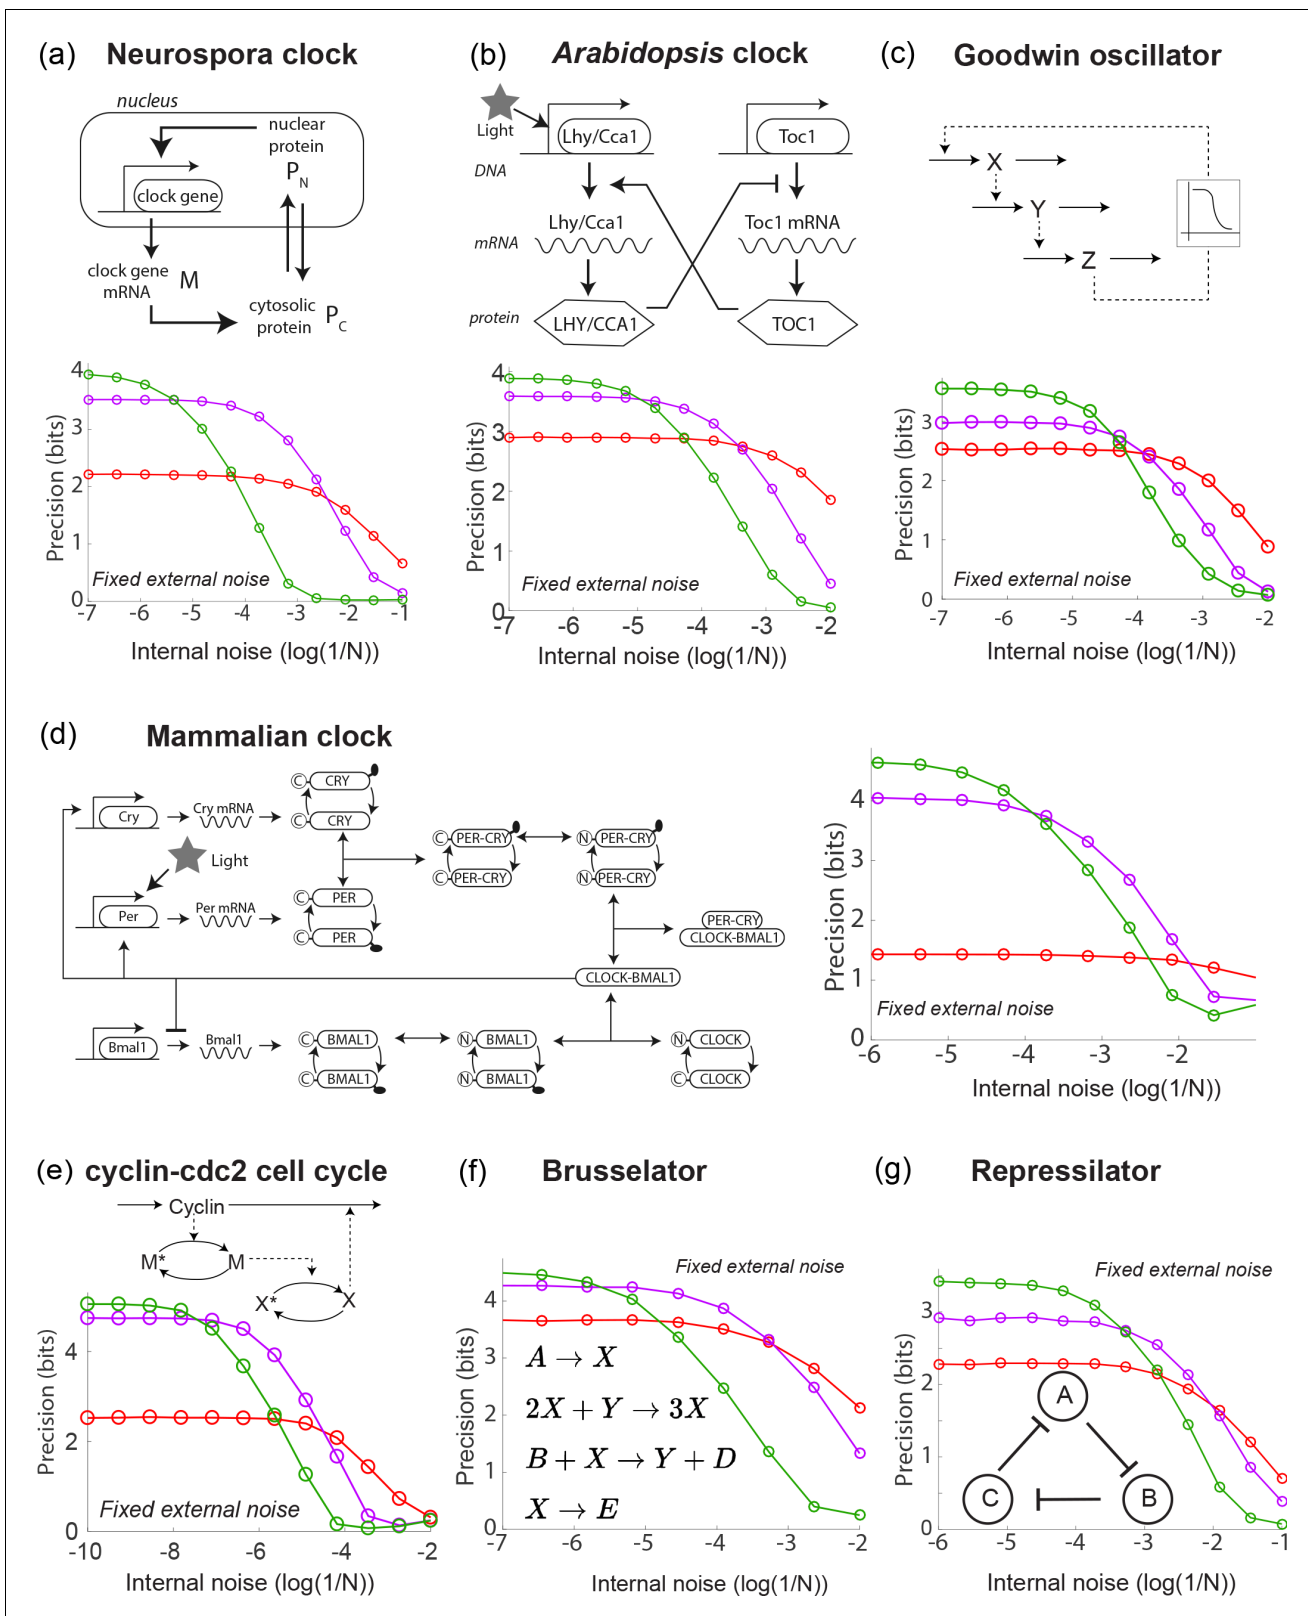 (a) Neurospora clock
nucleus
nuclear
protein
P_N
clock gene
clock gene
mRNA
M
cytosolic
protein
P_C
4
3
2
1
0
Precision (bits)
Fixed external noise
-7 -6 -5 -4 -3 -2 -1
Internal noise (log(1/N))
(b) Arabidopsis clock
Light
Lhy/Cca1
Toc1
DNA
Lhy/Cca1
Toc1 mRNA
mRNA
protein
LHY/CCA1
TOC1
4
3
2
1
0
Precision (bits)
Fixed external noise
-7 -6 -5 -4 -3 -2
Internal noise (log(1/N))
(c) Goodwin oscillator
X
Y
Z
3
2
1
0
Precision (bits)
Fixed external noise
-7 -6 -5 -4 -3 -2
Internal noise (log(1/N))
(d) Mammalian clock
C CRY
Cry
Cry mRNA
C CRY
Light
C PER-CRY
N PER-CRY
C PER-CRY
N PER-CRY
Per
Per mRNA
C PER
C PER
PER-CRY
CLOCK-BMAL1
CLOCK-BMAL1
Bmal1
Bmal1
C BMAL1
N BMAL1
N CLOCK
C BMAL1
N BMAL1
C CLOCK
4
3
2
1
0
Precision (bits)
Fixed external noise
-6 -5 -4 -3 -2
Internal noise (log(1/N))
(e) cyclin-cdc2 cell cycle
Cyclin
M* M
X* X
4
2
0
Precision (bits)
Fixed external noise
-10 -8 -6 -4 -2
Internal noise (log(1/N))
(f) Brusselator
Fixed external noise
4
3
2
1
0
Precision (bits)
A → X
2X + Y → 3X
B + X → Y + D
X → E
-7 -6 -5 -4 -3 -2
Internal noise (log(1/N))
(g) Repressilator
Fixed external noise
3
2
1
0
Precision (bits)
A
C
B
-6 -5 -4 -3 -2 -1
Internal noise (log(1/N))